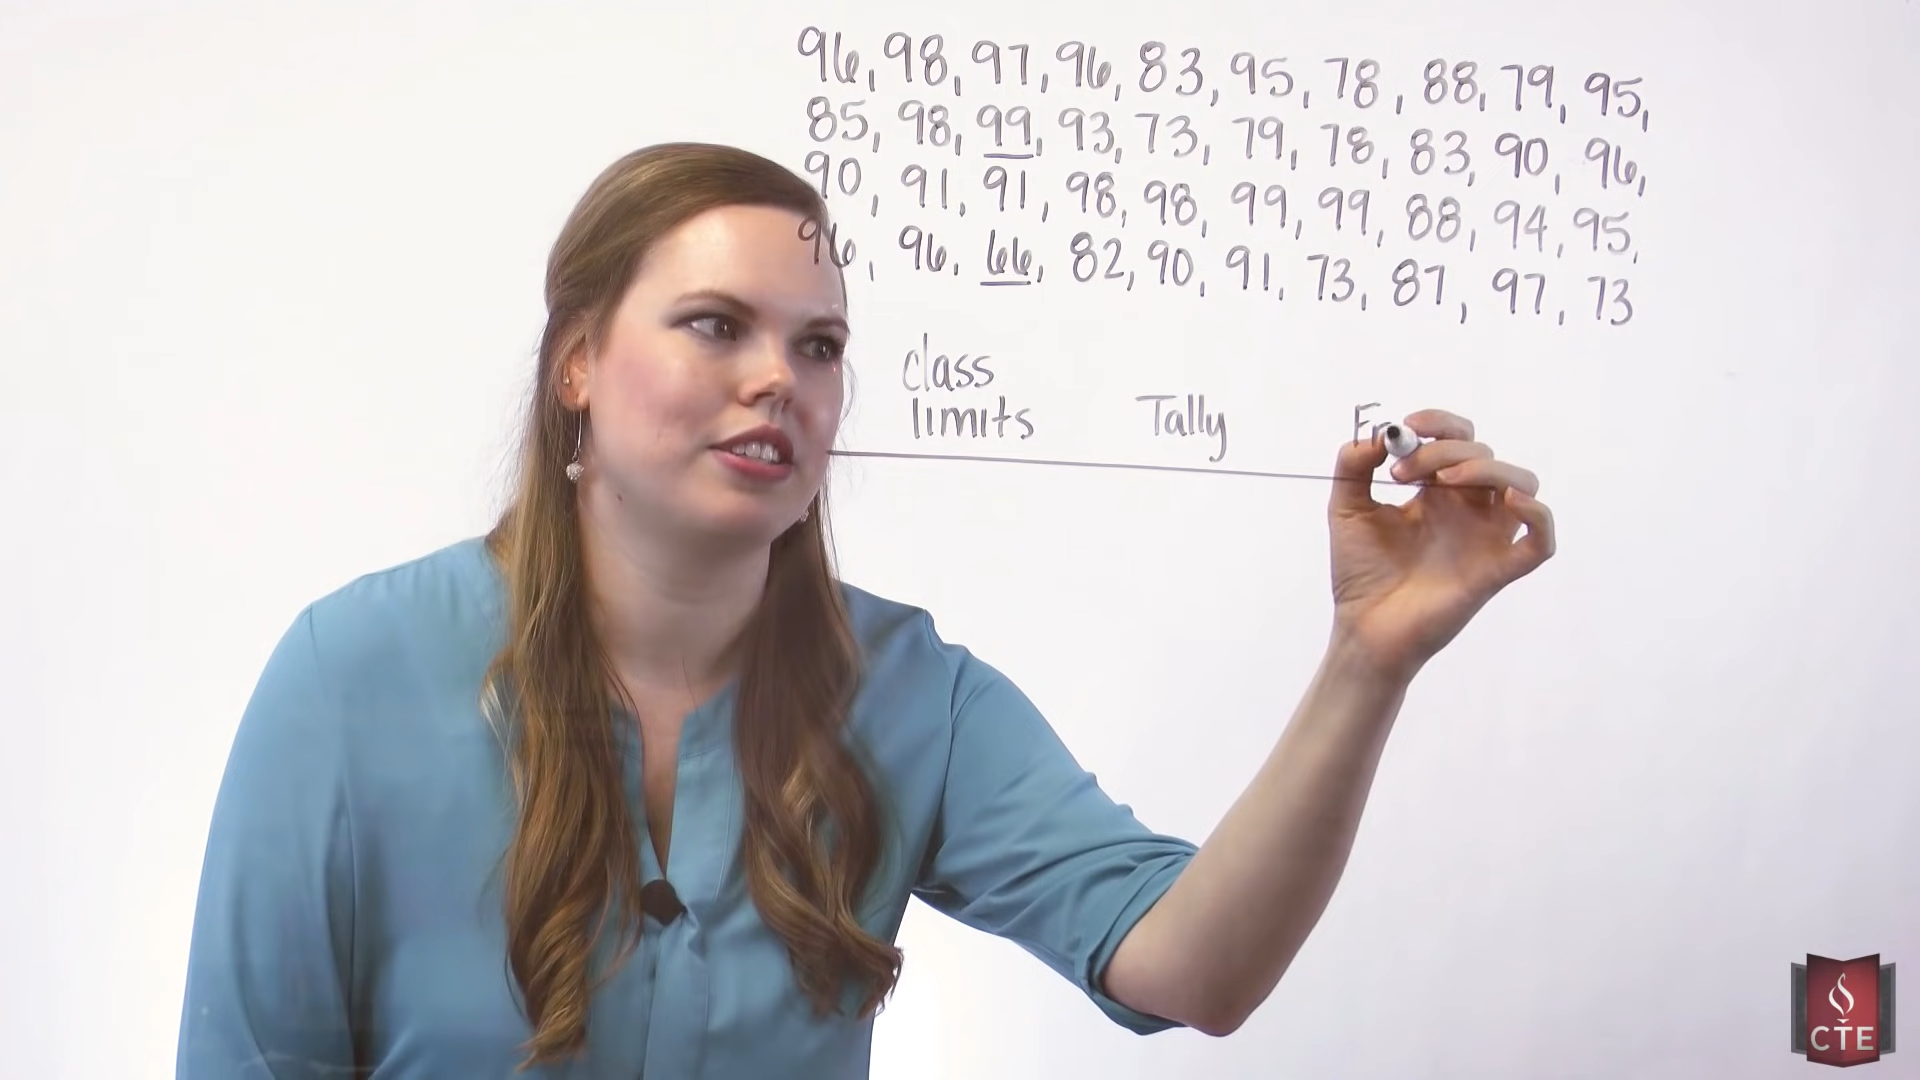 96, 98, 97, 96, 83, 95, 78, 88, 79, 95,
85, 98, 99, 93, 73, 79, 78, 83, 90, 96,
90, 91, 91, 98, 98, 99, 99, 88, 94, 95,
96, 96, 66, 82, 90, 91, 73, 87, 97, 73
class
limits Tally Fr
CTE